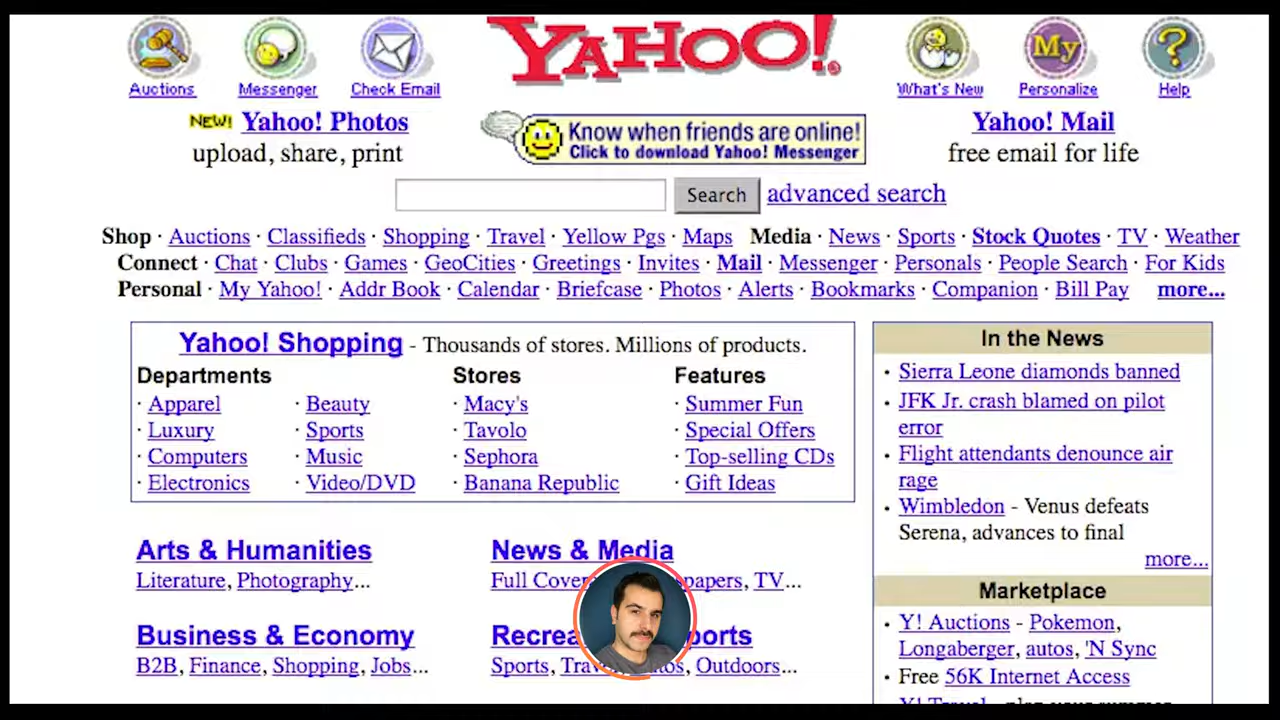 YAHOO!
Auctions Messenger Check Email What's New My Personalize ? Help
NEW! Yahoo! Photos
upload, share, print
Know when friends are online!
Click to download Yahoo! Messenger
Yahoo! Mail
free email for life
Search advanced search
Shop · Auctions · Classifieds · Shopping · Travel · Yellow Pgs · Maps Media · News · Sports · Stock Quotes · TV · Weather
Connect · Chat · Clubs · Games · GeoCities · Greetings · Invites · Mail · Messenger · Personals · People Search · For Kids
Personal · My Yahoo! · Addr Book · Calendar · Briefcase · Photos · Alerts · Bookmarks · Companion · Bill Pay more...
Yahoo! Shopping - Thousands of stores. Millions of products.
Departments Stores Features
· Apparel · Beauty · Macy's · Summer Fun
· Luxury · Sports · Tavolo · Special Offers
· Computers · Music · Sephora · Top-selling CDs
· Electronics · Video/DVD · Banana Republic · Gift Ideas
In the News
· Sierra Leone diamonds banned
· JFK Jr. crash blamed on pilot
error
· Flight attendants denounce air
rage
· Wimbledon - Venus defeats
Serena, advances to final
more...
Arts & Humanities
Literature, Photography...
News & Media
Full TV...
Business & Economy
B2B, Finance, Shopping, Jobs...
Sports, Outdoors...
Marketplace
· Y! Auctions - Pokemon,
Longaberger, autos, 'N Sync
· Free 56K Internet Access